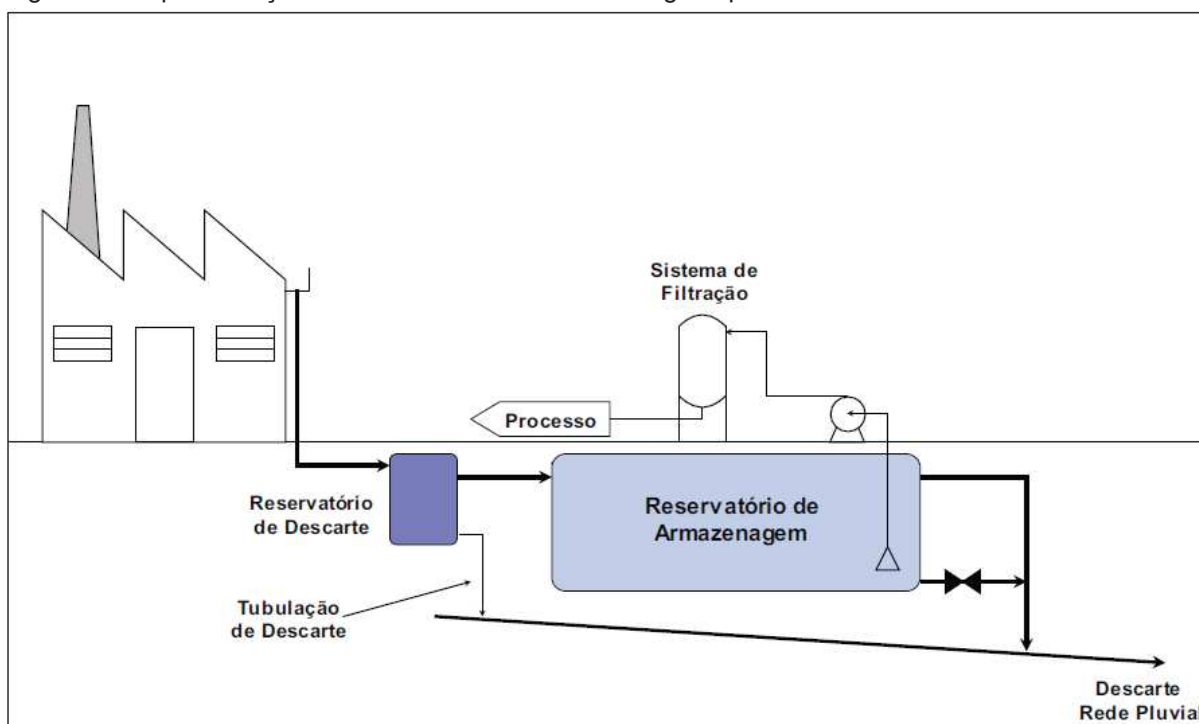 Sistema de
Filtração
Processo
Reservatório
de Descarte
Reservatório de
Armazenagem
Tubulação
de Descarte
Descarte
Rede Pluvial